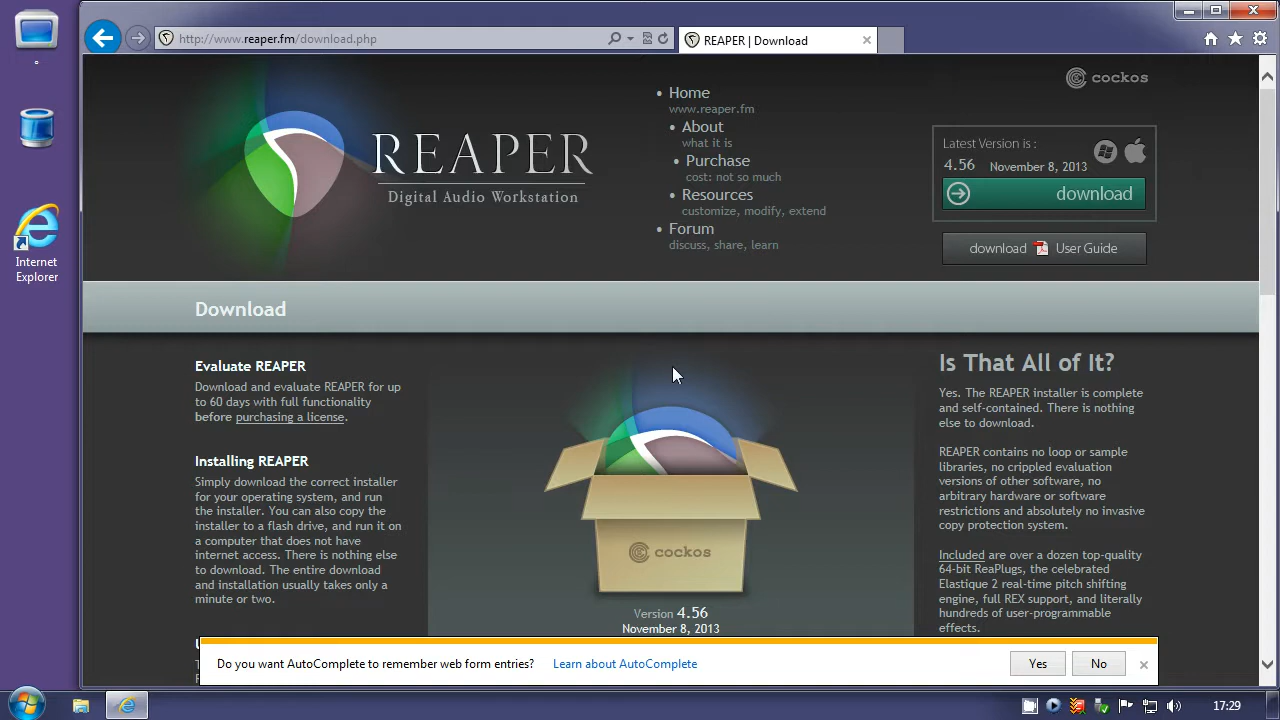 Internet
Explorer
http://www.reaper.fm/download.php
REAPER | Download
REAPER
Digital Audio Workstation
Home
www.reaper.fm
About
what it is
Purchase
cost: not so much
Resources
customize, modify, extend
Forum
discuss, share, learn
cockos
Latest Version is :
4.56 November 8, 2013
download
download User Guide
Download
Evaluate REAPER
Download and evaluate REAPER for up
to 60 days with full functionality
before purchasing a license.
Installing REAPER
Simply download the correct installer
for your operating system, and run
the installer. You can also copy the
installer to a flash drive, and run it on
a computer that does not have
internet access. There is nothing else
to download. The entire download
and installation usually takes only a
minute or two.
cockos
Version 4.56
November 8, 2013
Is That All of It?
Yes. The REAPER installer is complete
and self-contained. There is nothing
else to download.
REAPER contains no loop or sample
libraries, no crippled evaluation
versions of other software, no
arbitrary hardware or software
restrictions and absolutely no invasive
copy protection system.
Included are over a dozen top-quality
64-bit ReaPlugs, the celebrated
Elastique 2 real-time pitch shifting
engine, full REX support, and literally
hundreds of user-programmable
effects.
Do you want AutoComplete to remember web form entries? Learn about AutoComplete
Yes
No
17:29